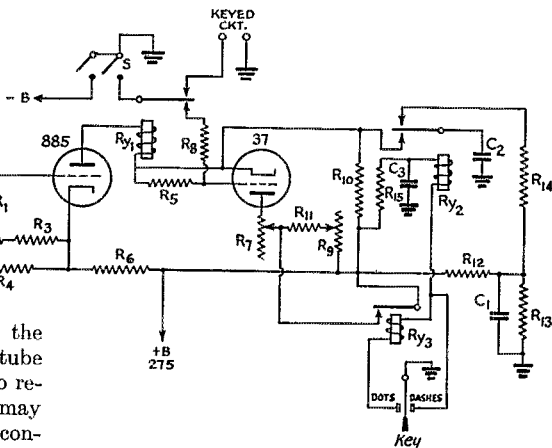 KEYED
CKT.
S
– B
885
Ry1
R8
37
R5
R1
R3
R4
R6
R7
R11
R9
R10
R15
C3
Ry2
C2
R14
R12
C1
R13
Ry3
+B
275
DOTS
DASHES
Key
the
tube
o re-
may
con-